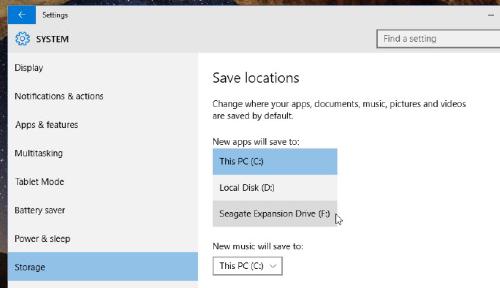 Settings
SYSTEM
Find a setting
Display
Notifications & actions
Apps & features
Multitasking
Tablet Mode
Battery saver
Power & sleep
Storage
Save locations
Change where your apps, documents, music, pictures and videos
are saved by default.
New apps will save to:
This PC (C:)
Local Disk (D:)
Seagate Expansion Drive (F:)
New music will save to:
This PC (C:)